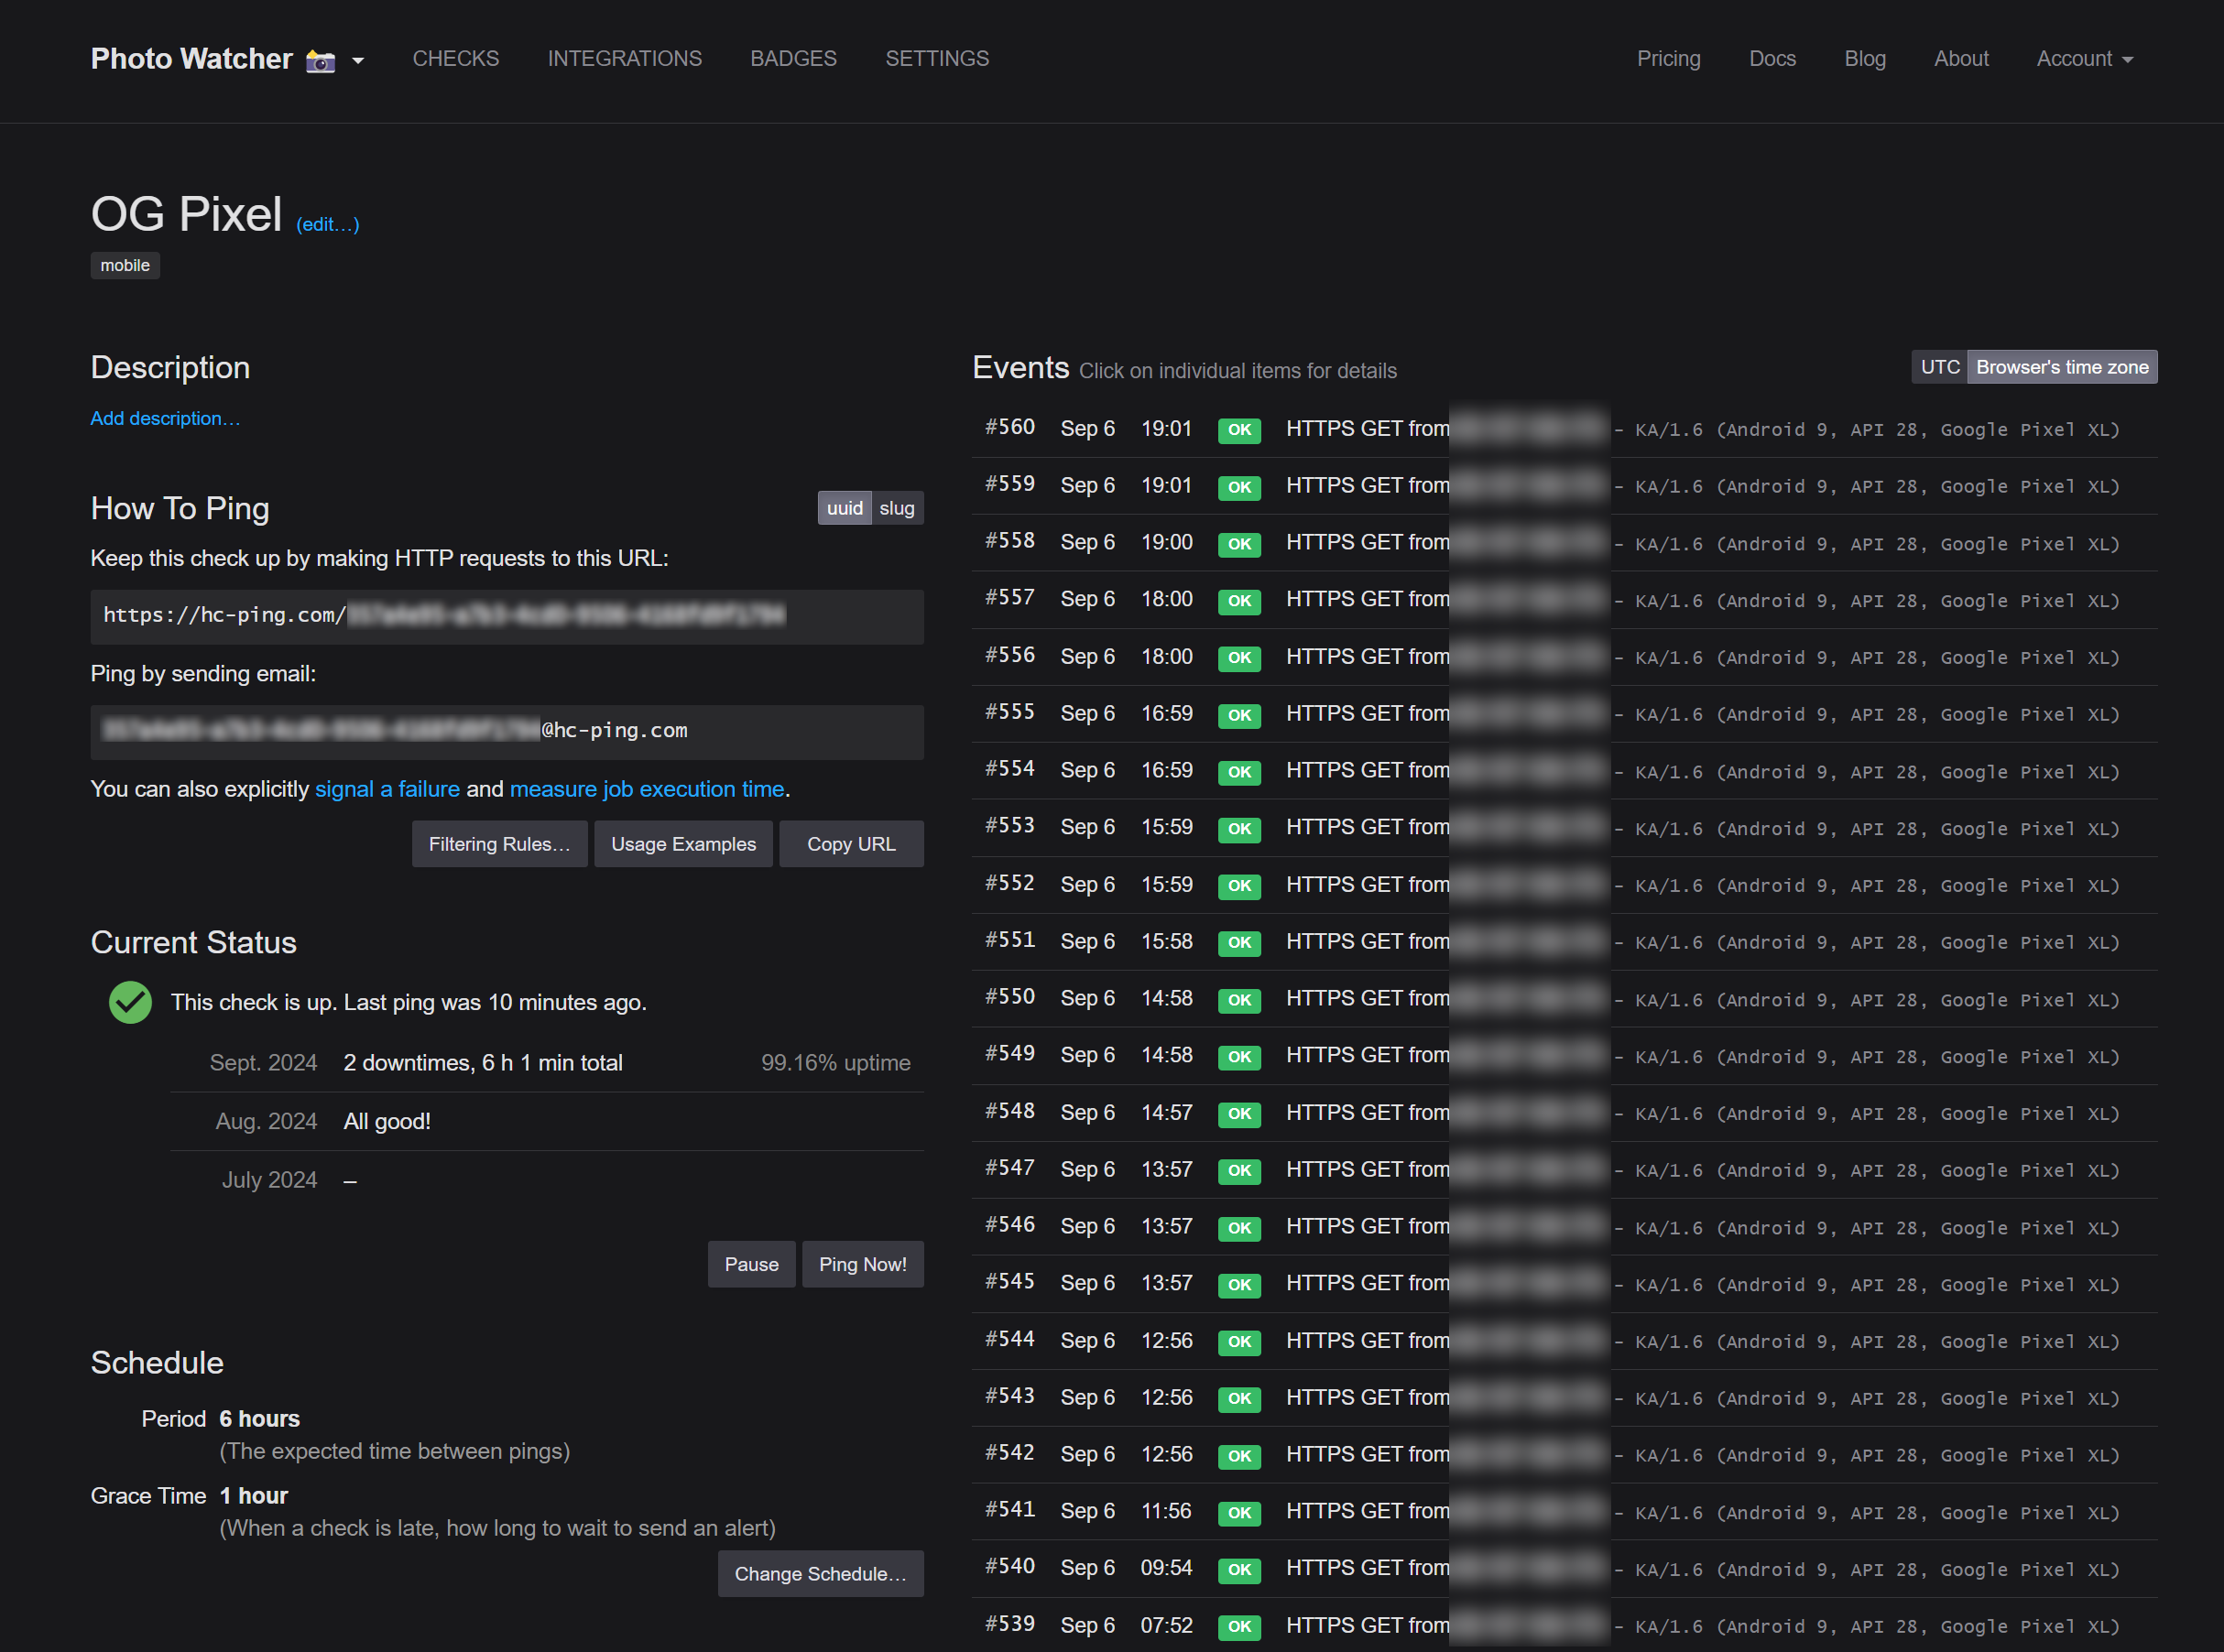 Photo Watcher 📸 CHECKS INTEGRATIONS BADGES SETTINGS Pricing Docs Blog About Account
OG Pixel (edit…)
mobile
Description
Add description…
How To Ping uuid slug
Keep this check up by making HTTP requests to this URL:
https://hc-ping.com/
Ping by sending email:
@hc-ping.com
You can also explicitly signal a failure and measure job execution time.
Filtering Rules… Usage Examples Copy URL
Current Status
This check is up. Last ping was 10 minutes ago.
Sept. 2024 2 downtimes, 6 h 1 min total 99.16% uptime
Aug. 2024 All good!
July 2024 –
Pause Ping Now!
Schedule
Period 6 hours
(The expected time between pings)
Grace Time 1 hour
(When a check is late, how long to wait to send an alert)
Change Schedule…
Events Click on individual items for details UTC Browser's time zone
#560 Sep 6 19:01 OK HTTPS GET from - KA/1.6 (Android 9, API 28, Google Pixel XL)
#559 Sep 6 19:01 OK HTTPS GET from - KA/1.6 (Android 9, API 28, Google Pixel XL)
#558 Sep 6 19:00 OK HTTPS GET from - KA/1.6 (Android 9, API 28, Google Pixel XL)
#557 Sep 6 18:00 OK HTTPS GET from - KA/1.6 (Android 9, API 28, Google Pixel XL)
#556 Sep 6 18:00 OK HTTPS GET from - KA/1.6 (Android 9, API 28, Google Pixel XL)
#555 Sep 6 16:59 OK HTTPS GET from - KA/1.6 (Android 9, API 28, Google Pixel XL)
#554 Sep 6 16:59 OK HTTPS GET from - KA/1.6 (Android 9, API 28, Google Pixel XL)
#553 Sep 6 15:59 OK HTTPS GET from - KA/1.6 (Android 9, API 28, Google Pixel XL)
#552 Sep 6 15:59 OK HTTPS GET from - KA/1.6 (Android 9, API 28, Google Pixel XL)
#551 Sep 6 15:58 OK HTTPS GET from - KA/1.6 (Android 9, API 28, Google Pixel XL)
#550 Sep 6 14:58 OK HTTPS GET from - KA/1.6 (Android 9, API 28, Google Pixel XL)
#549 Sep 6 14:58 OK HTTPS GET from - KA/1.6 (Android 9, API 28, Google Pixel XL)
#548 Sep 6 14:57 OK HTTPS GET from - KA/1.6 (Android 9, API 28, Google Pixel XL)
#547 Sep 6 13:57 OK HTTPS GET from - KA/1.6 (Android 9, API 28, Google Pixel XL)
#546 Sep 6 13:57 OK HTTPS GET from - KA/1.6 (Android 9, API 28, Google Pixel XL)
#545 Sep 6 13:57 OK HTTPS GET from - KA/1.6 (Android 9, API 28, Google Pixel XL)
#544 Sep 6 12:56 OK HTTPS GET from - KA/1.6 (Android 9, API 28, Google Pixel XL)
#543 Sep 6 12:56 OK HTTPS GET from - KA/1.6 (Android 9, API 28, Google Pixel XL)
#542 Sep 6 12:56 OK HTTPS GET from - KA/1.6 (Android 9, API 28, Google Pixel XL)
#541 Sep 6 11:56 OK HTTPS GET from - KA/1.6 (Android 9, API 28, Google Pixel XL)
#540 Sep 6 09:54 OK HTTPS GET from - KA/1.6 (Android 9, API 28, Google Pixel XL)
#539 Sep 6 07:52 OK HTTPS GET from - KA/1.6 (Android 9, API 28, Google Pixel XL)